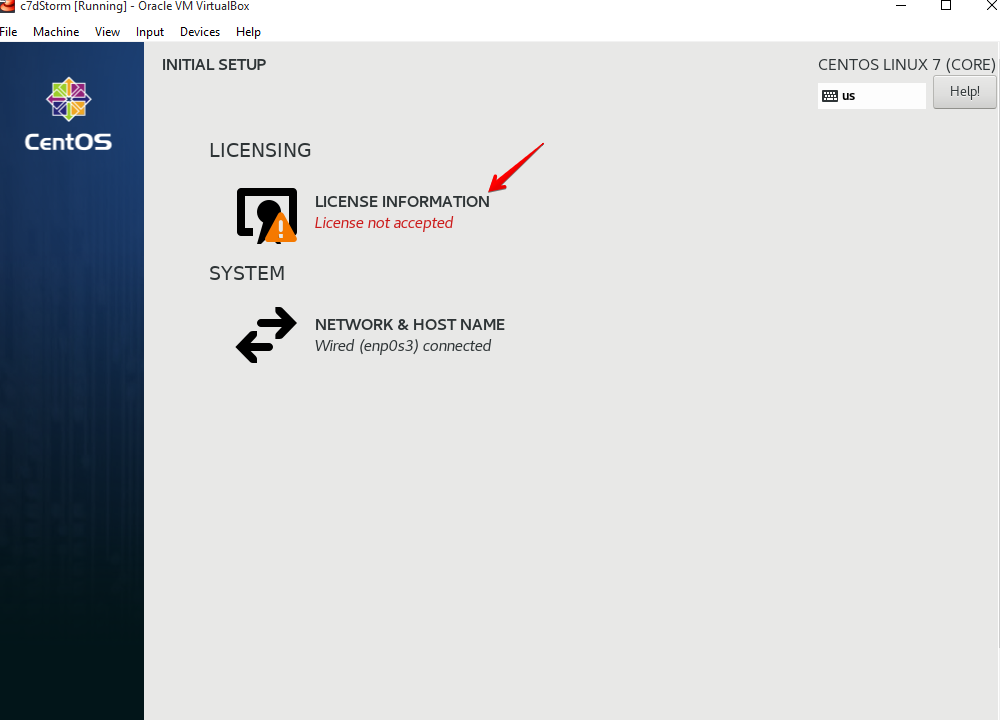 c7dStorm [Running] - Oracle VM VirtualBox
File Machine View Input Devices Help
CentOS
INITIAL SETUP
CENTOS LINUX 7 (CORE)
us
Help!
LICENSING
LICENSE INFORMATION
License not accepted
SYSTEM
NETWORK & HOST NAME
Wired (enp0s3) connected